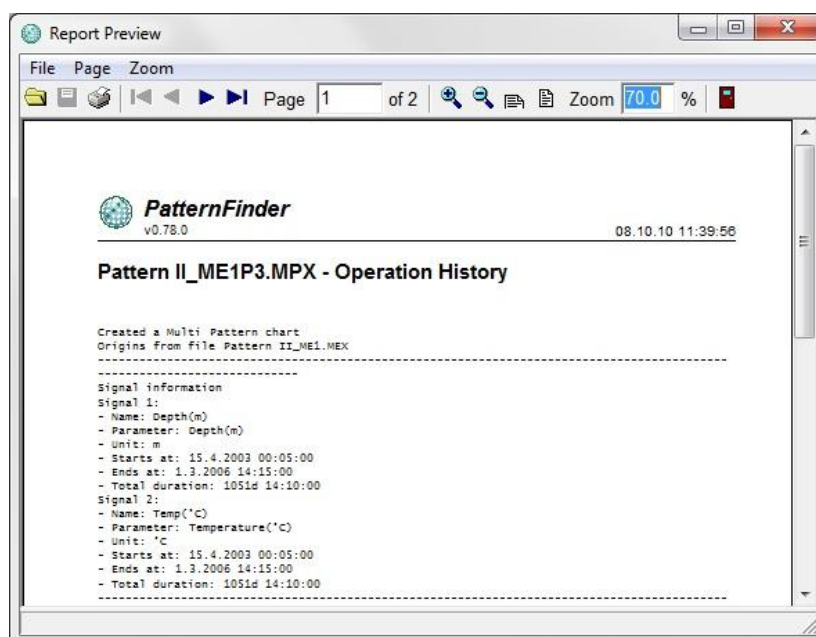 Report Preview
File Page Zoom
Page 1 of 2 Zoom 70.0 %
PatternFinder
v0.78.0 08.10.10 11:39:56
Pattern II_ME1P3.MPX - Operation History
Created a Multi Pattern chart
Origins from file Pattern II_ME1.MEX
--------------------------------------------------------------------------------
----------------------------
Signal information
Signal 1:
- Name: Depth(m)
- Parameter: Depth(m)
- Unit: m
- Starts at: 15.4.2003 00:05:00
- Ends at: 1.3.2006 14:15:00
- Total duration: 1051d 14:10:00
Signal 2:
- Name: Temp(°C)
- Parameter: Temperature(°C)
- Unit: °C
- Starts at: 15.4.2003 00:05:00
- Ends at: 1.3.2006 14:15:00
- Total duration: 1051d 14:10:00
--------------------------------------------------------------------------------